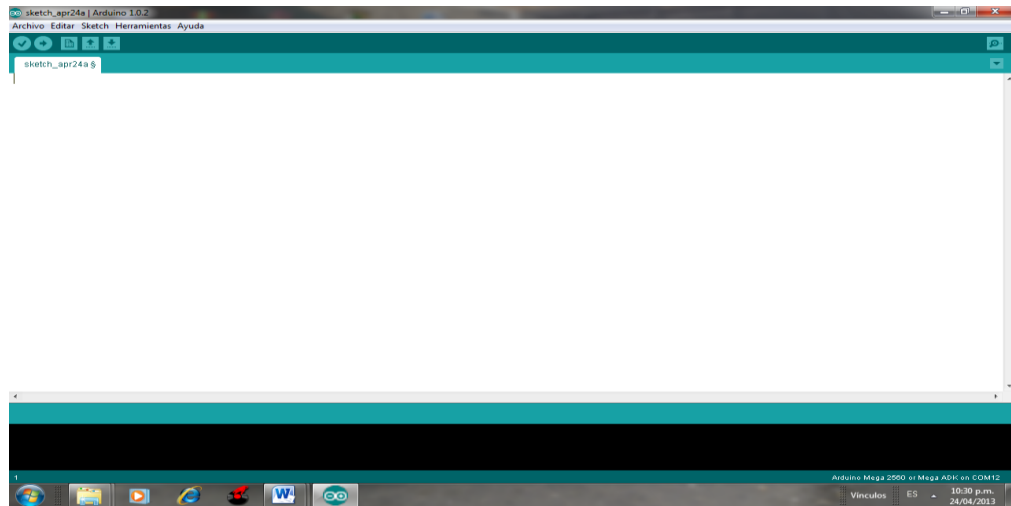 sketch_apr24a | Arduino 1.0.2
Archivo Editar Sketch Herramientas Ayuda
sketch_apr24a §
1
Arduino Mega 2560 or Mega ADK on COM12
W
Vínculos ES 10:30 p.m.
24/04/2013